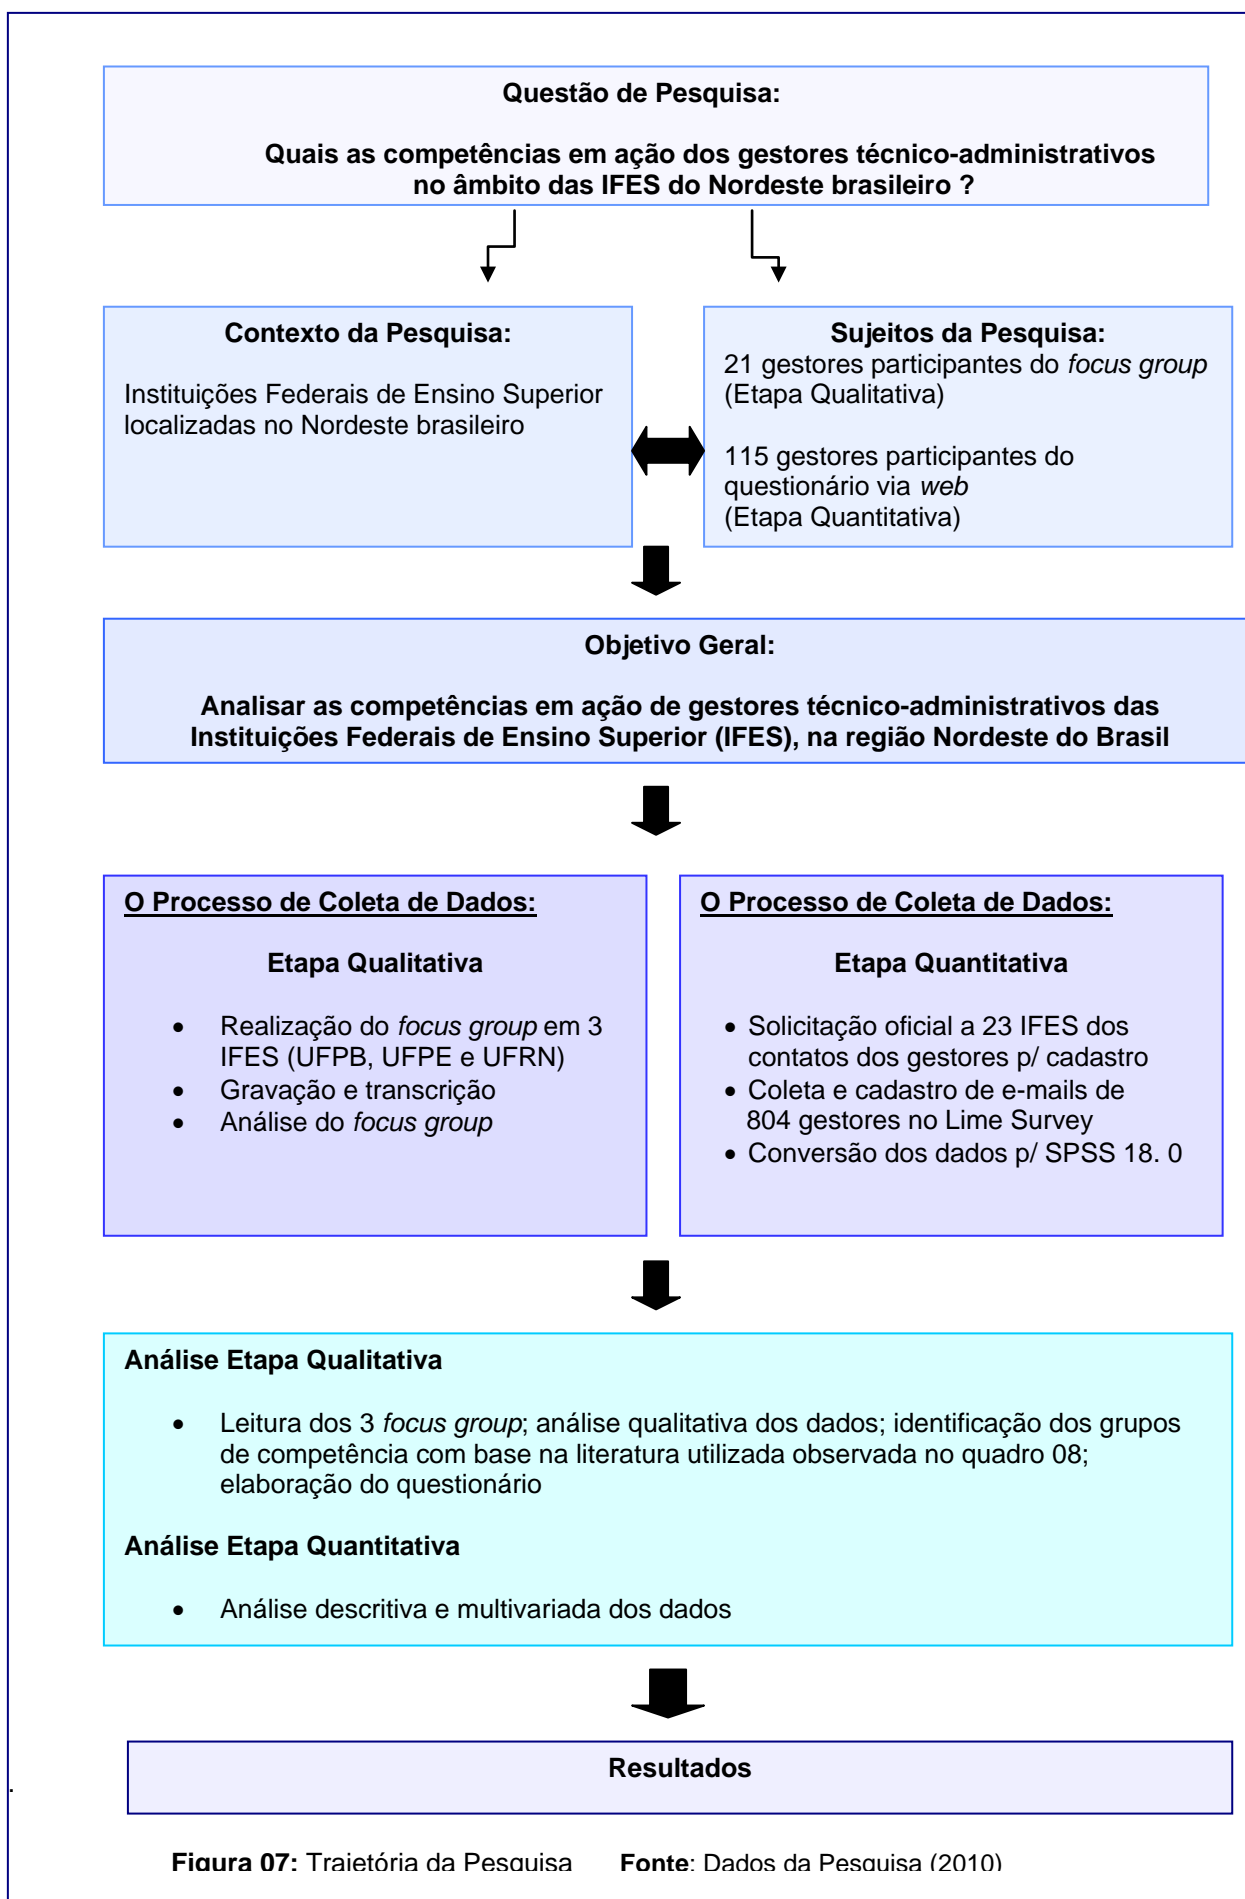 Questão de Pesquisa:
Quais as competências em ação dos gestores técnico-administrativos
no âmbito das IFES do Nordeste brasileiro ?
Contexto da Pesquisa:
Instituições Federais de Ensino Superior
localizadas no Nordeste brasileiro
Sujeitos da Pesquisa:
21 gestores participantes do focus group
(Etapa Qualitativa)
115 gestores participantes do
questionário via web
(Etapa Quantitativa)
Objetivo Geral:
Analisar as competências em ação de gestores técnico-administrativos das
Instituições Federais de Ensino Superior (IFES), na região Nordeste do Brasil
O Processo de Coleta de Dados:
Etapa Qualitativa
• Realização do focus group em 3
IFES (UFPB, UFPE e UFRN)
• Gravação e transcrição
• Análise do focus group
O Processo de Coleta de Dados:
Etapa Quantitativa
• Solicitação oficial a 23 IFES dos
contatos dos gestores p/ cadastro
• Coleta e cadastro de e-mails de
804 gestores no Lime Survey
• Conversão dos dados p/ SPSS 18. 0
Análise Etapa Qualitativa
• Leitura dos 3 focus group; análise qualitativa dos dados; identificação dos grupos
de competência com base na literatura utilizada observada no quadro 08;
elaboração do questionário
Análise Etapa Quantitativa
• Análise descritiva e multivariada dos dados
Resultados
.
Figura 07: Trajetória da Pesquisa Fonte: Dados da Pesquisa (2010)